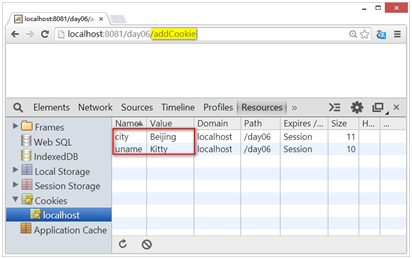 localhost:8081/day06/addCookie
localhost:8081/day06/addCookie
Elements Network Sources Timeline Profiles Resources »
Frames
Web SQL
IndexedDB
Local Storage
Session Storage
Cookies
localhost
Application Cache
Name Value Domain Path Expires /... Size H... ...
city Beijing localhost /day06 Session 11
uname Kitty localhost /day06 Session 10